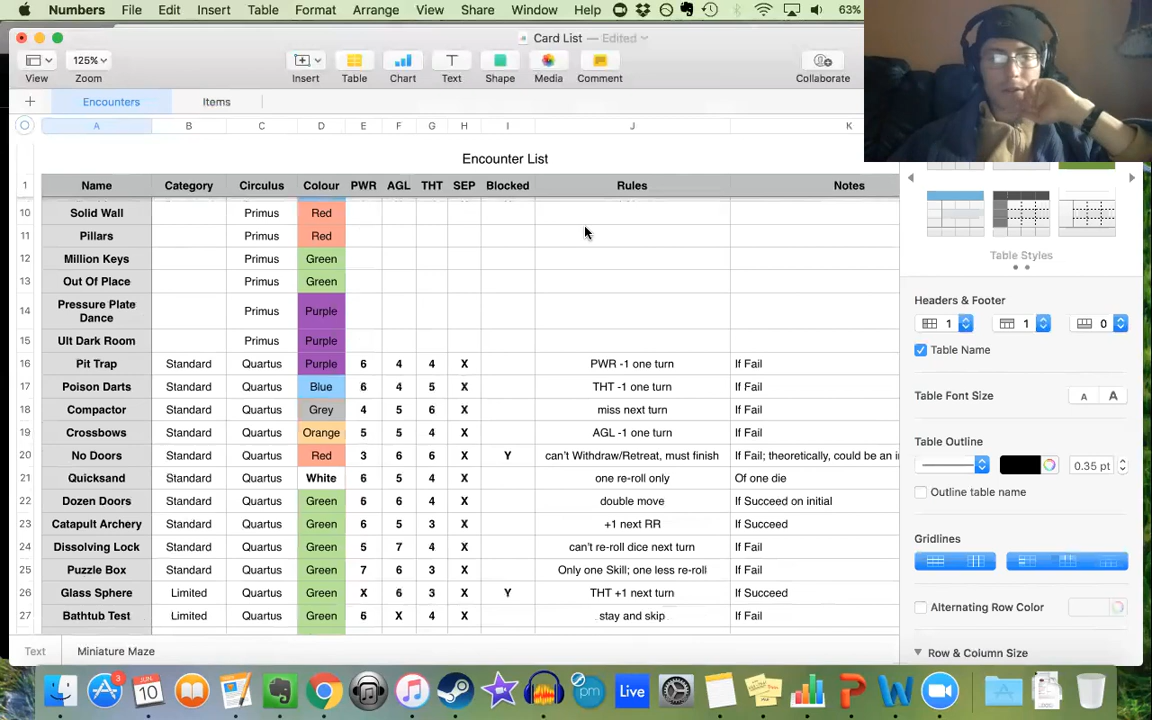 Numbers File Edit Insert Table Format Arrange View Share Window Help 63%
Card List — Edited
125%
View Zoom Insert Table Chart Text Shape Media Comment Collaborate
Encounters Items
A B C D E F G H I J K
Encounter List
1 Name Category Circulus Colour PWR AGL THT SEP Blocked Rules Notes
10 Solid Wall Primus Red
11 Pillars Primus Red
12 Million Keys Primus Green
13 Out Of Place Primus Green
14 Pressure Plate Dance Primus Purple
15 Ult Dark Room Primus Purple
16 Pit Trap Standard Quartus Purple 6 4 4 X PWR -1 one turn If Fail
17 Poison Darts Standard Quartus Blue 6 4 5 X THT -1 one turn If Fail
18 Compactor Standard Quartus Grey 4 5 6 X miss next turn If Fail
19 Crossbows Standard Quartus Orange 5 5 4 X AGL -1 one turn If Fail
20 No Doors Standard Quartus Red 3 6 6 X Y can't Withdraw/Retreat, must finish If Fail; theoretically, could be an i
21 Quicksand Standard Quartus White 6 5 4 X one re-roll only Of one die
22 Dozen Doors Standard Quartus Green 6 6 4 X double move If Succeed on initial
23 Catapult Archery Standard Quartus Green 6 5 3 X +1 next RR If Succeed
24 Dissolving Lock Standard Quartus Green 5 7 4 X can't re-roll dice next turn If Fail
25 Puzzle Box Standard Quartus Green 7 6 3 X Only one Skill; one less re-roll If Fail
26 Glass Sphere Limited Quartus Green X 6 3 X Y THT +1 next turn If Succeed
27 Bathtub Test Limited Quartus Green 6 X 4 X stay and skip If Fail
Table Styles
Headers & Footer
1 1 0
Table Name
Table Font Size A A
Table Outline
0.35 pt
Outline table name
Gridlines
Alternating Row Color
Row & Column Size
Text Miniature Maze
3 JUN 10 pm Live P W